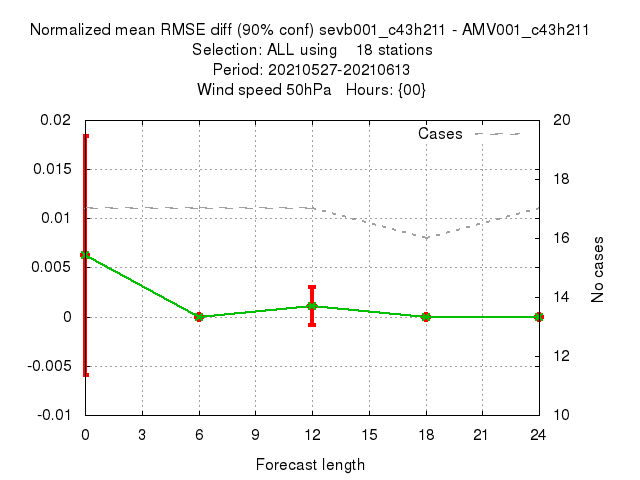 Normalized mean RMSE diff (90% conf) sevb001_c43h211 - AMV001_c43h211
Selection: ALL using 18 stations
Period: 20210527-20210613
Wind speed 50hPa Hours: {00}
Cases
0.02
0.015
0.01
0.005
0
-0.005
-0.01
20
18
16
14
12
10
No cases
0 3 6 9 12 15 18 21 24
Forecast length